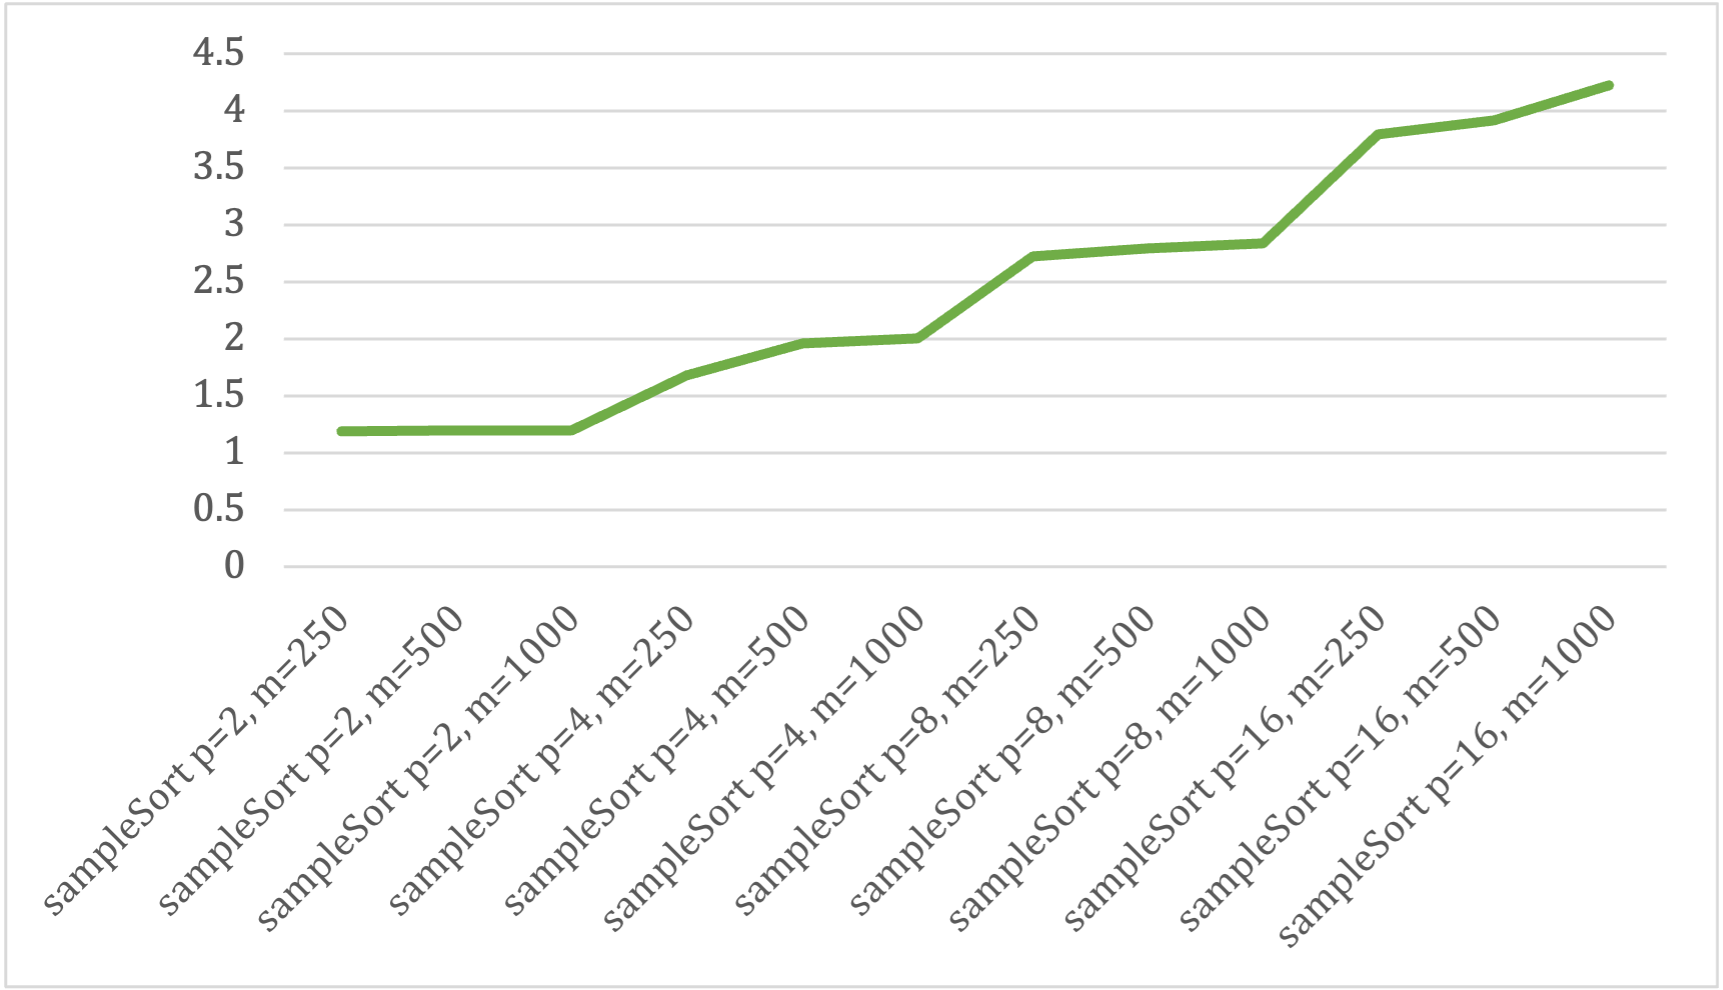 4.5
4
3.5
3
2.5
2
1.5
1
0.5
0
sampleSort p=2, m=250
sampleSort p=2, m=500
sampleSort p=2, m=1000
sampleSort p=4, m=250
sampleSort p=4, m=500
sampleSort p=4, m=1000
sampleSort p=8, m=250
sampleSort p=8, m=500
sampleSort p=8, m=1000
sampleSort p=16, m=250
sampleSort p=16, m=500
sampleSort p=16, m=1000